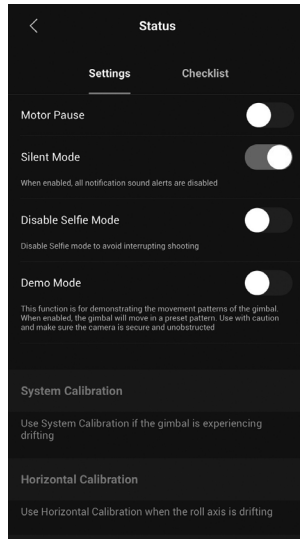 Status
Settings Checklist
Motor Pause
Silent Mode
When enabled, all notification sound alerts are disabled
Disable Selfie Mode
Disable Selfie mode to avoid interrupting shooting
Demo Mode
This function is for demonstrating the movement patterns of the gimbal.
When enabled, the gimbal will move in a preset pattern. Use with caution
and make sure the camera is secure and unobstructed
System Calibration
Use System Calibration if the gimbal is experiencing
drifting
Horizontal Calibration
Use Horizontal Calibration when the roll axis is drifting